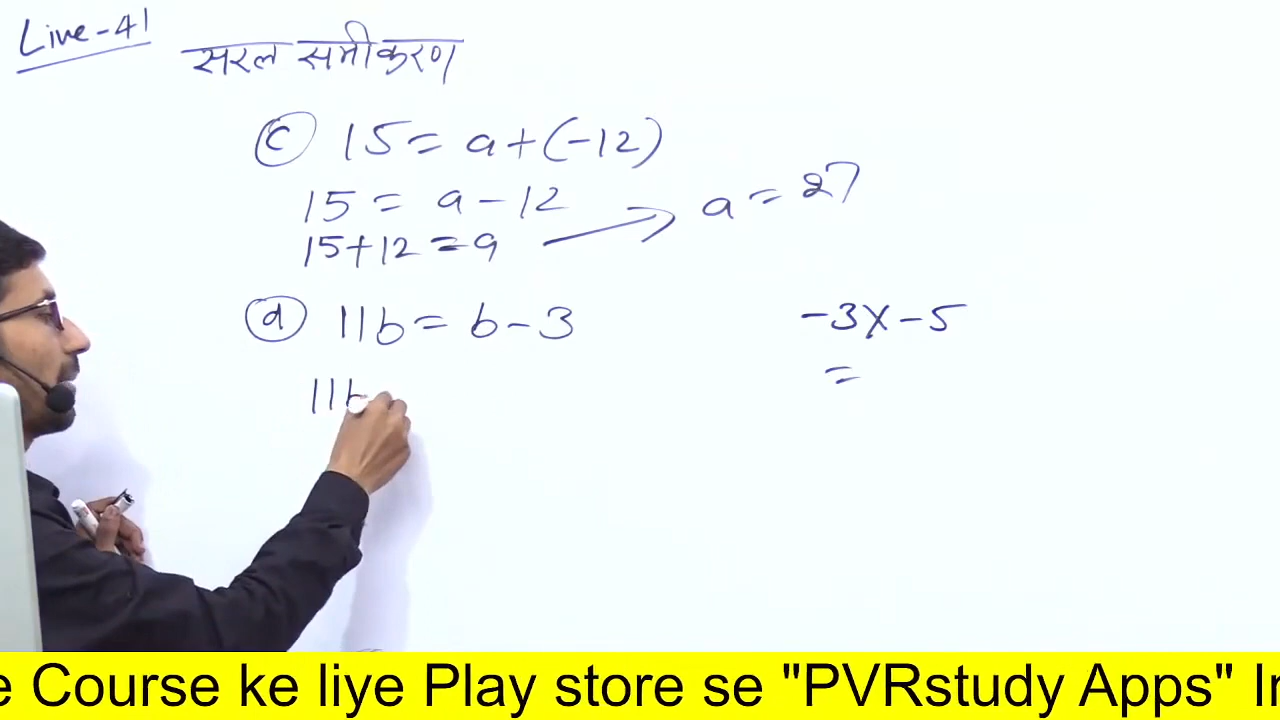 Live-41
सरल समीकरण
(c) 15 = a + (-12)
15 = a - 12
15 + 12 = a → a = 27
(d) 11b = b - 3
-3x - 5
=
11b
e Course ke liye Play store se "PVRstudy Apps" In